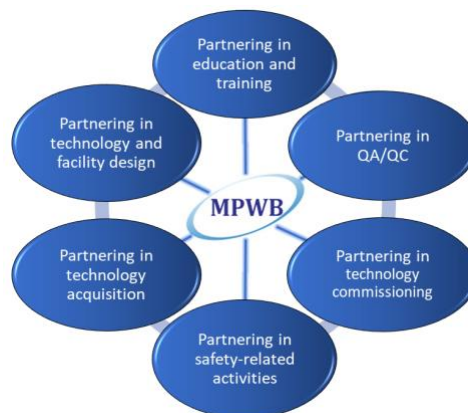 Partnering in
education and
training
Partnering in
technology and
facility design
Partnering in
QA/QC
MPWB
Partnering in
technology
acquisition
Partnering in
technology
commissioning
Partnering in
safety-related
activities